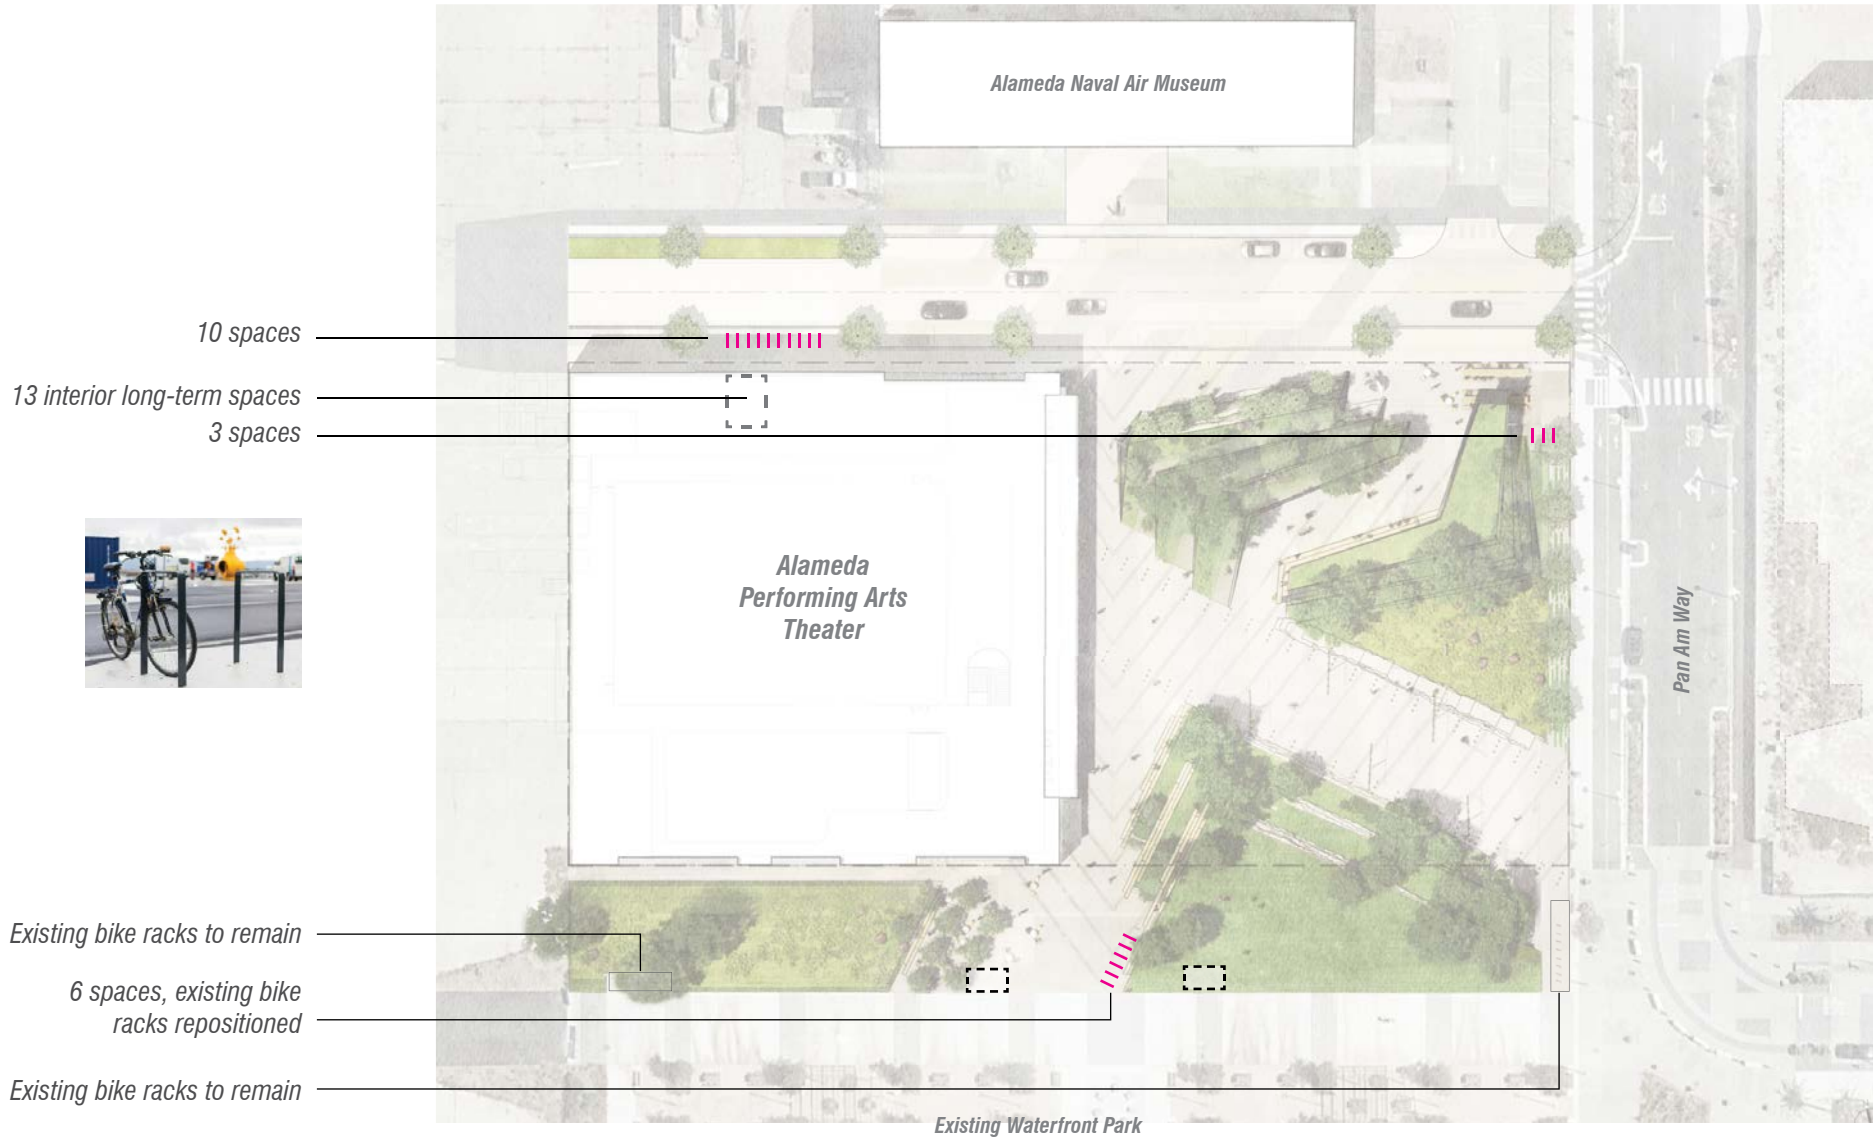 Alameda Naval Air Museum
10 spaces
13 interior long-term spaces
3 spaces
Alameda
Performing Arts
Theater
Pan Am Way
Existing bike racks to remain
6 spaces, existing bike
racks repositioned
Existing bike racks to remain
Existing Waterfront Park